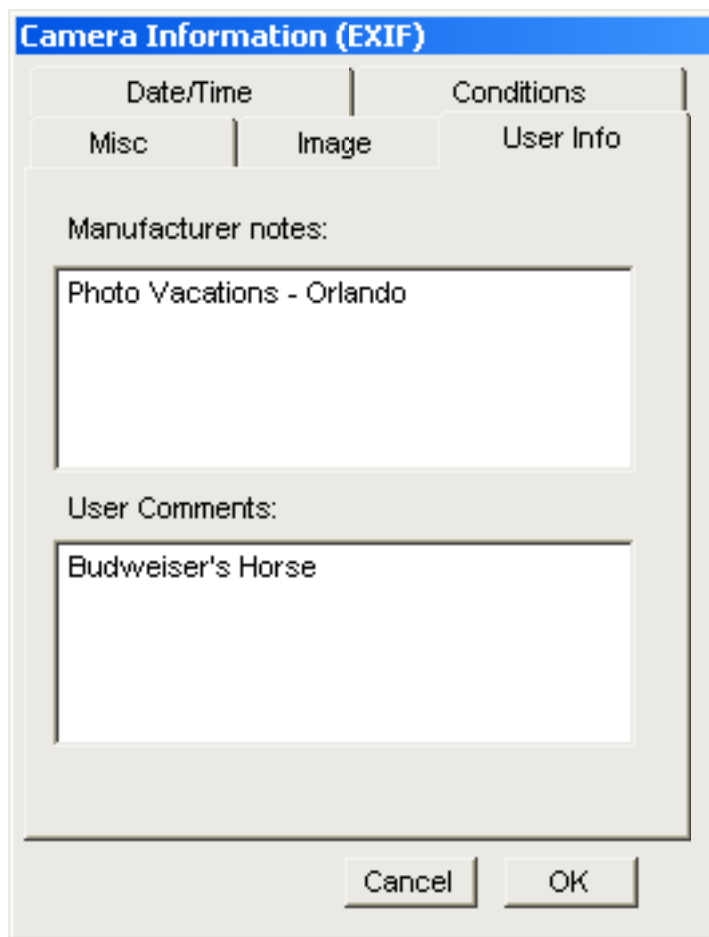 Camera Information (EXIF)
Date/Time
Conditions
Misc
Image
User Info
Manufacturer notes:
Photo Vacations - Orlando
User Comments:
Budweiser's Horse
Cancel
OK